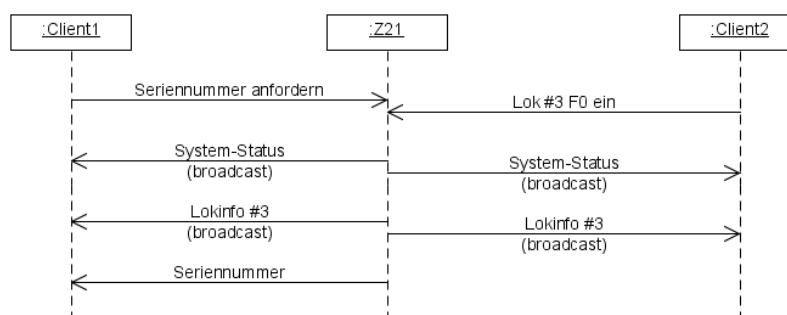 :Client1
:Z21
:Client2
Seriennummer anfordern
Lok #3 F0 ein
System-Status
(broadcast)
System-Status
(broadcast)
Lokinfo #3
(broadcast)
Lokinfo #3
(broadcast)
Seriennummer